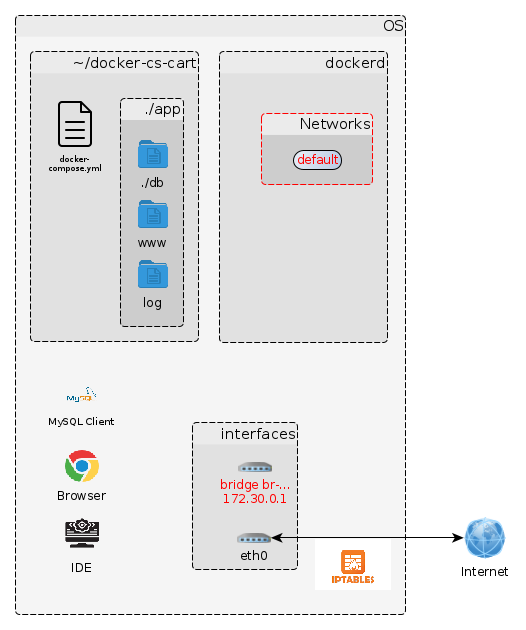 OS
~/docker-cs-cart
dockerd
./app
docker-
compose.yml
./db
www
log
Networks
default
MySQL
MySQL Client
Browser
IDE
interfaces
bridge br-...
172.30.0.1
eth0
IPTABLES
Internet